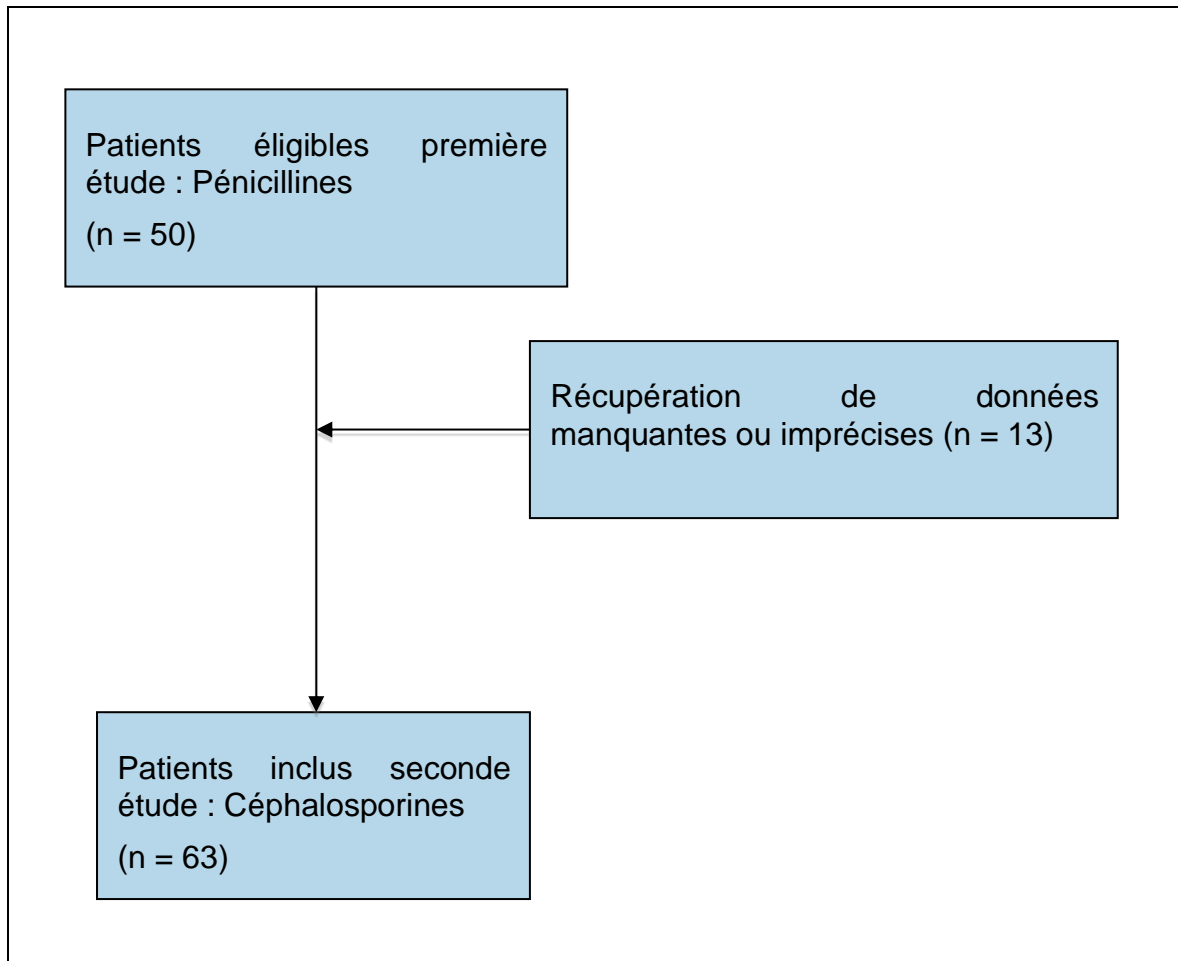 Patients éligibles première
étude : Pénicillines
(n = 50)
Récupération de données
manquantes ou imprécises (n = 13)
Patients inclus seconde
étude : Céphalosporines
(n = 63)